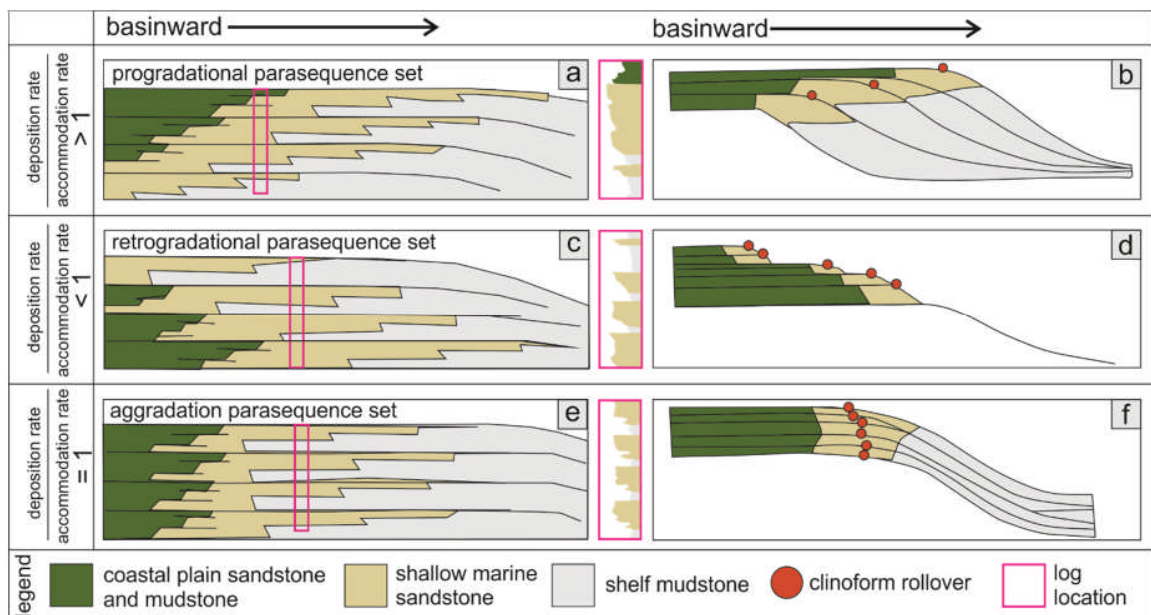 basinward
basinward
deposition rate
accommodation rate
> 1
progradational parasequence set
a
b
deposition rate
accommodation rate
< 1
retrogradational parasequence set
c
d
deposition rate
accommodation rate
= 1
aggradation parasequence set
e
f
legend
coastal plain sandstone
and mudstone
shallow marine
sandstone
shelf mudstone
clinoform rollover
log
location